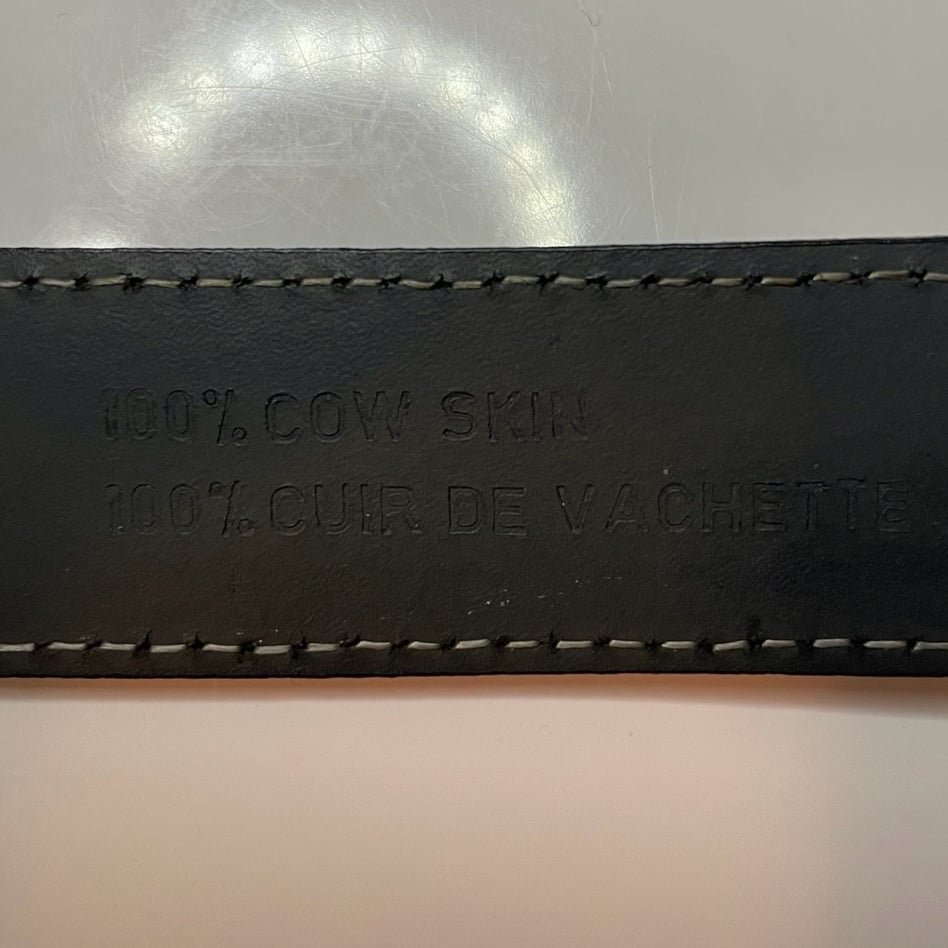 100% COW SKIN
100% CUIR DE VACHETTE